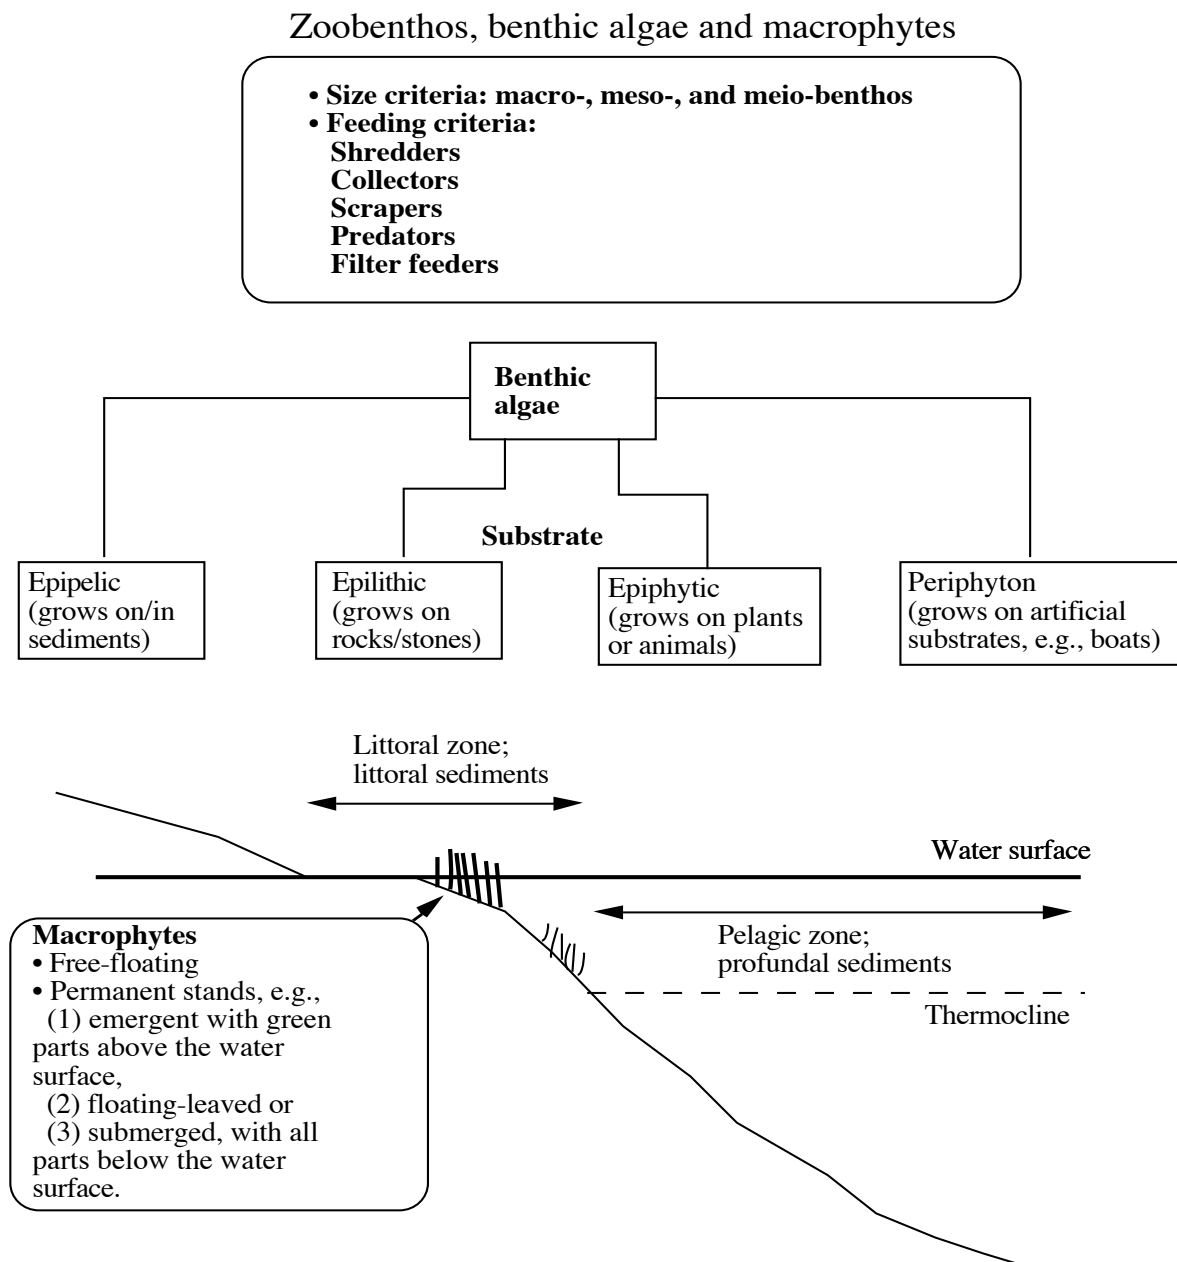 Zoobenthos, benthic algae and macrophytes
• Size criteria: macro-, meso-, and meio-benthos
• Feeding criteria:
Shredders
Collectors
Scrapers
Predators
Filter feeders
Benthic
algae
Substrate
Epipelic
(grows on/in
sediments)
Epilithic
(grows on
rocks/stones)
Epiphytic
(grows on plants
or animals)
Periphyton
(grows on artificial
substrates, e.g., boats)
Littoral zone;
littoral sediments
Water surface
Macrophytes
• Free-floating
• Permanent stands, e.g.,
(1) emergent with green
parts above the water
surface,
(2) floating-leaved or
(3) submerged, with all
parts below the water
surface.
Pelagic zone;
profundal sediments
Thermocline